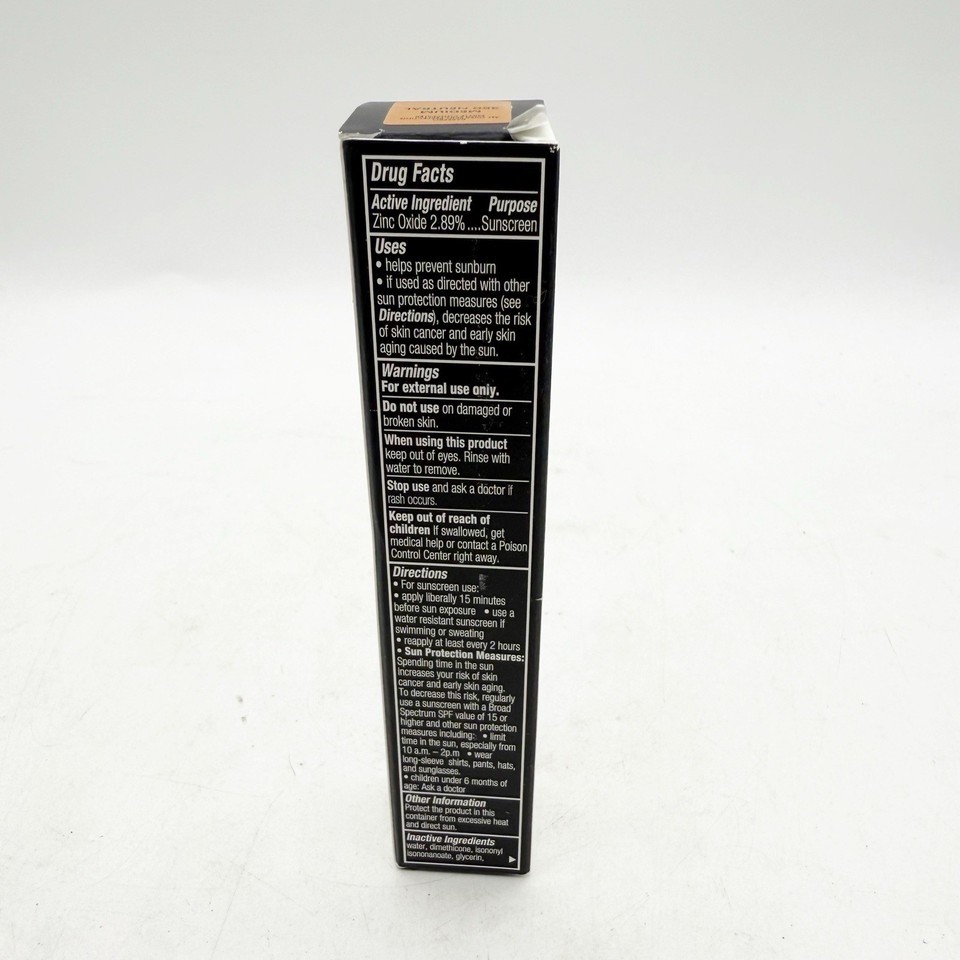 MEDIUM
350 NEUTRAL
Drug Facts
Active Ingredient Purpose
Zinc Oxide 2.89%....Sunscreen
Uses
• helps prevent sunburn
• if used as directed with other
sun protection measures (see
Directions), decreases the risk
of skin cancer and early skin
aging caused by the sun.
Warnings
For external use only.
Do not use on damaged or
broken skin.
When using this product
keep out of eyes. Rinse with
water to remove.
Stop use and ask a doctor if
rash occurs.
Keep out of reach of
children If swallowed, get
medical help or contact a Poison
Control Center right away.
Directions
• For sunscreen use:
• apply liberally 15 minutes
before sun exposure • use a
water resistant sunscreen if
swimming or sweating
• reapply at least every 2 hours
• Sun Protection Measures:
Spending time in the sun
increases your risk of skin
cancer and early skin aging.
To decrease this risk, regularly
use a sunscreen with a Broad
Spectrum SPF value of 15 or
higher and other sun protection
measures including: • limit
time in the sun, especially from
10 a.m. – 2p.m • wear
long-sleeve shirts, pants, hats,
and sunglasses.
• children under 6 months of
age: Ask a doctor
Other Information
Protect the product in this
container from excessive heat
and direct sun.
Inactive Ingredients
water, dimethicone, isononyl
isononanoate, glycerin,